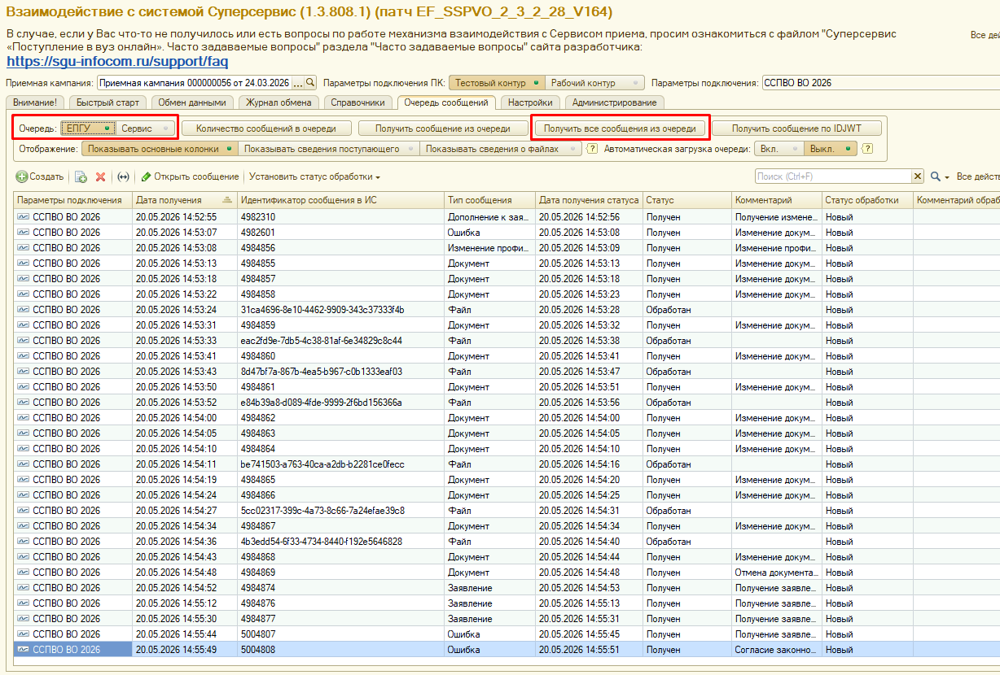 Взаимодействие с системой Суперсервис (1.3.808.1) (патч EF_SSPVO_2_3_2_28_V164)
В случае, если у Вас что-то не получилось или есть вопросы по работе механизма взаимодействия с Сервисом приема, просим ознакомиться с файлом "Суперсервис Все дей
«Поступление в вуз онлайн». Часто задаваемые вопросы" раздела "Часто задаваемые вопросы" сайта разработчика:
https://sgu-infocom.ru/support/faq
Приемная кампания: Приемная кампания 000000056 от 24.03.2026 ... Параметры подключения ПК: Тестовый контур Рабочий контур Параметры подключения: ССПВО ВО 2026
Внимание! Быстрый старт Обмен данными Журнал обмена Справочники Очередь сообщений Настройки Администрирование
Очередь: ЕПГУ Сервис Количество сообщений в очереди Получить сообщение из очереди Получить все сообщения из очереди Получить сообщение по IDJWT
Отображение: Показывать основные колонки Показывать сведения поступающего Показывать сведения о файлах ? Автоматическая загрузка очереди: Вкл. Выкл. ?
Создать Открыть сообщение Установить статус обработки Поиск (Ctrl+F) Все действ
Параметры подключения Дата получения Идентификатор сообщения в ИС Тип сообщения Дата получения статуса Статус Комментарий Статус обработки Комментарий обраб
ССПВО ВО 2026 20.05.2026 14:52:55 4982310 Дополнение к зая... 20.05.2026 14:52:56 Получен Получение измене... Новый
ССПВО ВО 2026 20.05.2026 14:53:07 4982601 Ошибка 20.05.2026 14:53:08 Получен Изменение докум... Новый
ССПВО ВО 2026 20.05.2026 14:53:08 4984856 Изменение профи... 20.05.2026 14:53:09 Получен Изменение профи... Новый
ССПВО ВО 2026 20.05.2026 14:53:13 4984855 Документ 20.05.2026 14:53:13 Получен Изменение докум... Новый
ССПВО ВО 2026 20.05.2026 14:53:18 4984857 Документ 20.05.2026 14:53:18 Получен Изменение докум... Новый
ССПВО ВО 2026 20.05.2026 14:53:22 4984858 Документ 20.05.2026 14:53:23 Получен Изменение докум... Новый
ССПВО ВО 2026 20.05.2026 14:53:24 31ca4696-8e10-4462-9909-343c37333f4b Файл 20.05.2026 14:53:28 Обработан Новый
ССПВО ВО 2026 20.05.2026 14:53:31 4984859 Документ 20.05.2026 14:53:32 Получен Изменение докум... Новый
ССПВО ВО 2026 20.05.2026 14:53:33 eac2fd9e-7db5-4c38-81af-6e34829c8c44 Файл 20.05.2026 14:53:38 Обработан Новый
ССПВО ВО 2026 20.05.2026 14:53:41 4984860 Документ 20.05.2026 14:53:41 Получен Изменение докум... Новый
ССПВО ВО 2026 20.05.2026 14:53:43 8d47bf7a-867b-4ea5-b967-c0b1333eaf03 Файл 20.05.2026 14:53:47 Обработан Новый
ССПВО ВО 2026 20.05.2026 14:53:50 4984861 Документ 20.05.2026 14:53:51 Получен Изменение докум... Новый
ССПВО ВО 2026 20.05.2026 14:53:52 e84b39a8-d089-4fde-9999-2f6bd156366a Файл 20.05.2026 14:53:56 Обработан Новый
ССПВО ВО 2026 20.05.2026 14:54:00 4984862 Документ 20.05.2026 14:54:00 Получен Изменение докум... Новый
ССПВО ВО 2026 20.05.2026 14:54:05 4984863 Документ 20.05.2026 14:54:05 Получен Изменение докум... Новый
ССПВО ВО 2026 20.05.2026 14:54:10 4984864 Документ 20.05.2026 14:54:10 Получен Изменение докум... Новый
ССПВО ВО 2026 20.05.2026 14:54:11 be741503-a763-40ca-a2db-b2281ce0fecc Файл 20.05.2026 14:54:16 Обработан Новый
ССПВО ВО 2026 20.05.2026 14:54:19 4984865 Документ 20.05.2026 14:54:20 Получен Изменение докум... Новый
ССПВО ВО 2026 20.05.2026 14:54:24 4984866 Документ 20.05.2026 14:54:25 Получен Изменение докум... Новый
ССПВО ВО 2026 20.05.2026 14:54:27 5cc02317-399c-4a73-8c66-7a24efae39c8 Файл 20.05.2026 14:54:31 Обработан Новый
ССПВО ВО 2026 20.05.2026 14:54:34 4984867 Документ 20.05.2026 14:54:34 Получен Изменение докум... Новый
ССПВО ВО 2026 20.05.2026 14:54:36 4b3edd54-6f33-4734-8440-f192e5646828 Файл 20.05.2026 14:54:40 Обработан Новый
ССПВО ВО 2026 20.05.2026 14:54:43 4984868 Документ 20.05.2026 14:54:44 Получен Изменение докум... Новый
ССПВО ВО 2026 20.05.2026 14:54:48 4984869 Документ 20.05.2026 14:54:48 Получен Отмена документа... Новый
ССПВО ВО 2026 20.05.2026 14:54:52 4984874 Заявление 20.05.2026 14:54:53 Получен Получение заявле... Новый
ССПВО ВО 2026 20.05.2026 14:55:12 4984876 Заявление 20.05.2026 14:55:13 Получен Получение заявле... Новый
ССПВО ВО 2026 20.05.2026 14:55:30 4984877 Заявление 20.05.2026 14:55:31 Получен Получение заявле... Новый
ССПВО ВО 2026 20.05.2026 14:55:44 5004807 Ошибка 20.05.2026 14:55:45 Получен Получение заявле... Новый
ССПВО ВО 2026 20.05.2026 14:55:49 5004808 Ошибка 20.05.2026 14:55:51 Получен Согласие законно... Новый